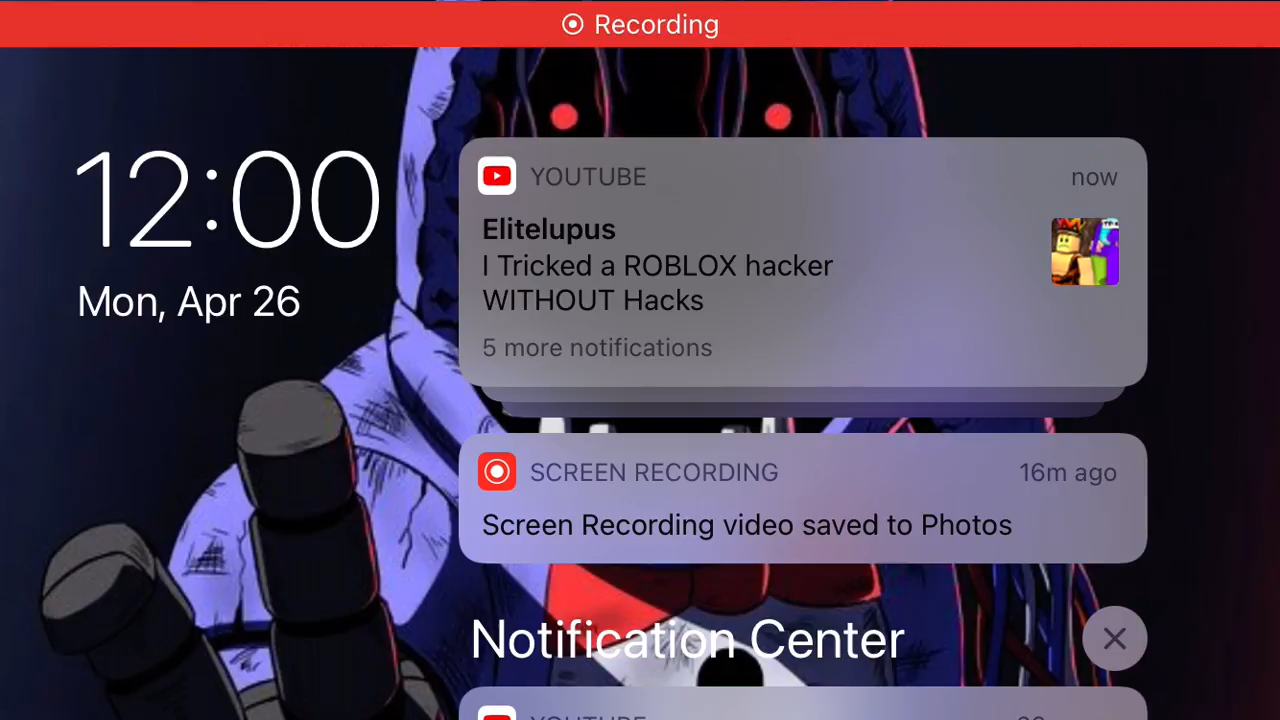 Recording
12:00
Mon, Apr 26
YOUTUBE
now
Elitelupus
I Tricked a ROBLOX hacker
WITHOUT Hacks
5 more notifications
SCREEN RECORDING
16m ago
Screen Recording video saved to Photos
Notification Center
YOUTUBE